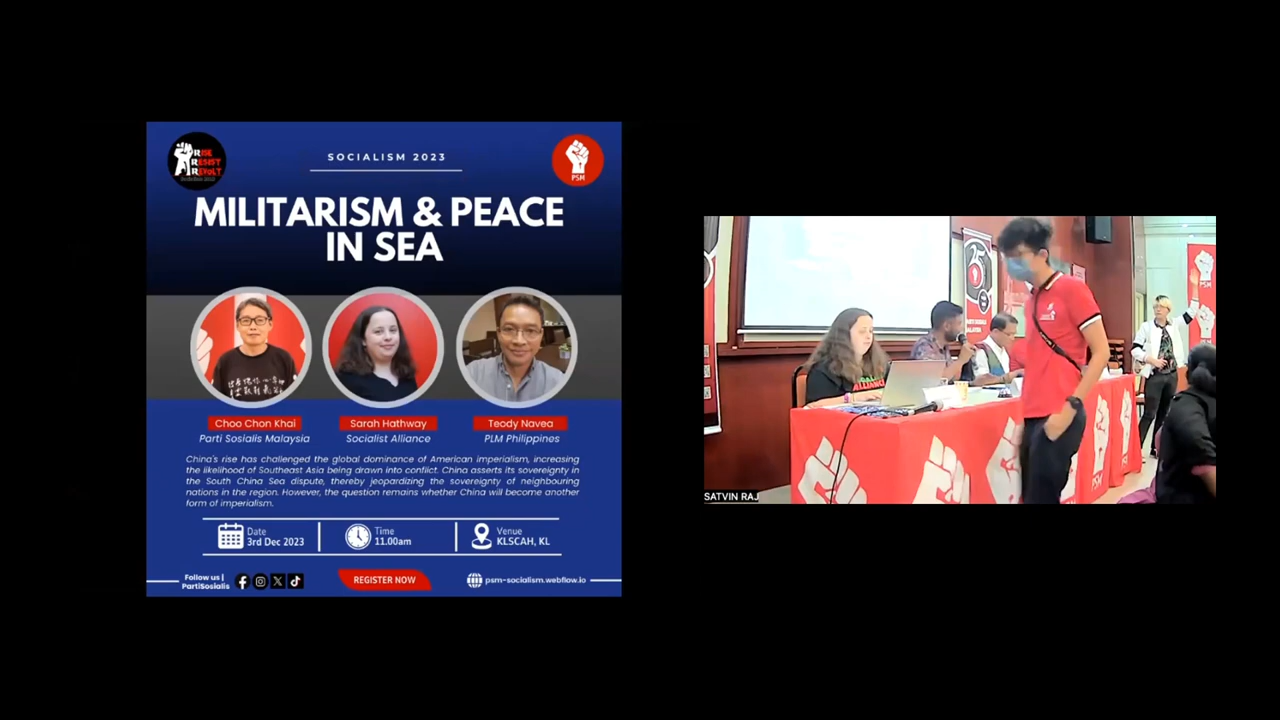 SOCIALISM 2023
RISE
RESIST
REVOLT
PSM
MILITARISM & PEACE
IN SEA
Choo Chon Khai
Parti Sosialis Malaysia
Sarah Hathway
Socialist Alliance
Teody Navea
PLM Philippines
China's rise has challenged the global dominance of American imperialism, increasing
the likelihood of Southeast Asia being drawn into conflict. China asserts its sovereignty in
the South China Sea dispute, thereby jeopardizing the sovereignty of neighbouring
nations in the region. However, the question remains whether China will become another
form of imperialism.
Date
3rd Dec 2023
Time
11.00am
Venue
KLSCAH, KL
Follow us |
PartiSosialis
REGISTER NOW
psm-socialism.webflow.io
25
ALLIANCE
PSM
PSM
SATVIN RAJ